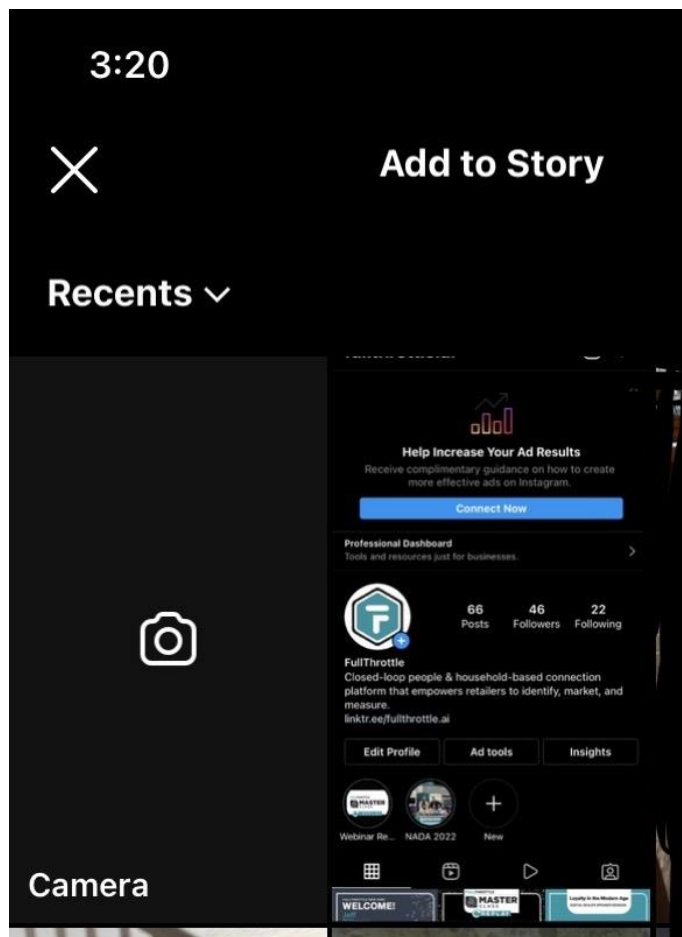 3:20
Add to Story
Recents
Help Increase Your Ad Results
Receive complimentary guidance on how to create
more effective ads on Instagram.
Connect Now
Professional Dashboard
Tools and resources just for businesses.
66 46 22
Posts Followers Following
FullThrottle
Closed-loop people & household-based connection
platform that empowers retailers to identify, market, and
measure.
linktr.ee/fullthrottle.ai
Edit Profile Ad tools Insights
MASTER
Webinar Re... NADA 2022 New
Camera
WELCOME!
MASTER
Loyalty in the Modern Age